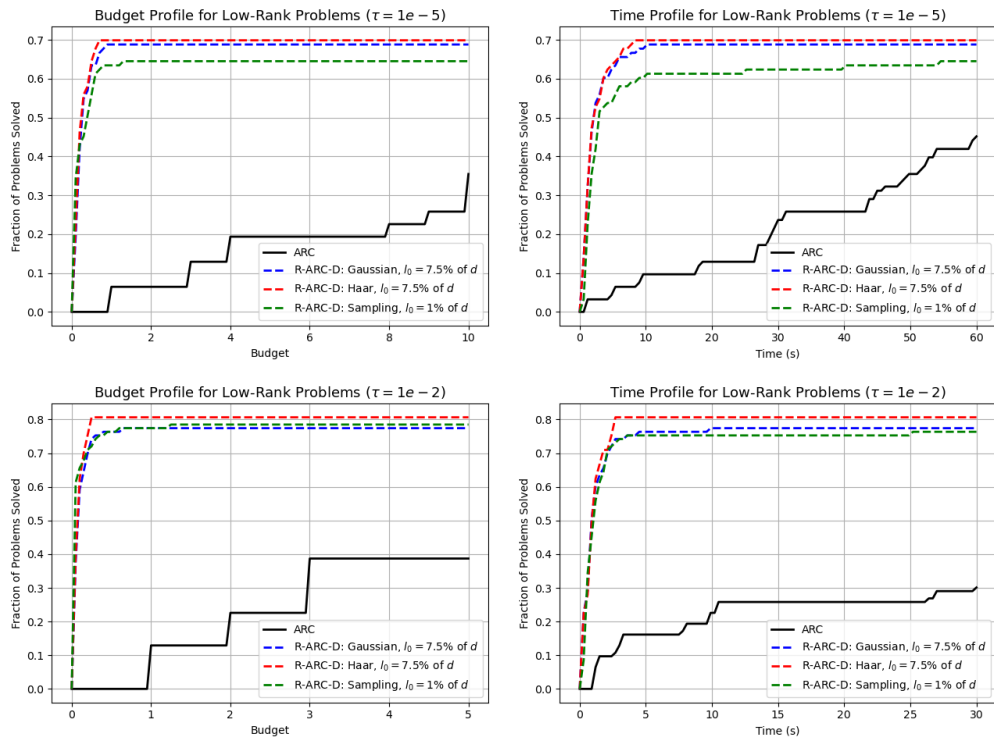 Budget Profile for Low-Rank Problems (τ = 1e − 5)
0.7
0.6
0.5
0.4
0.3
0.2
0.1
0.0
Fraction of Problems Solved
ARC
R-ARC-D: Gaussian, l₀ = 7.5% of d
R-ARC-D: Haar, l₀ = 7.5% of d
R-ARC-D: Sampling, l₀ = 1% of d
0 2 4 6 8 10
Budget
Time Profile for Low-Rank Problems (τ = 1e − 5)
0.7
0.6
0.5
0.4
0.3
0.2
0.1
0.0
Fraction of Problems Solved
ARC
R-ARC-D: Gaussian, l₀ = 7.5% of d
R-ARC-D: Haar, l₀ = 7.5% of d
R-ARC-D: Sampling, l₀ = 1% of d
0 10 20 30 40 50 60
Time (s)
Budget Profile for Low-Rank Problems (τ = 1e − 2)
0.8
0.7
0.6
0.5
0.4
0.3
0.2
0.1
0.0
Fraction of Problems Solved
ARC
R-ARC-D: Gaussian, l₀ = 7.5% of d
R-ARC-D: Haar, l₀ = 7.5% of d
R-ARC-D: Sampling, l₀ = 1% of d
0 1 2 3 4 5
Budget
Time Profile for Low-Rank Problems (τ = 1e − 2)
0.8
0.7
0.6
0.5
0.4
0.3
0.2
0.1
0.0
Fraction of Problems Solved
ARC
R-ARC-D: Gaussian, l₀ = 7.5% of d
R-ARC-D: Haar, l₀ = 7.5% of d
R-ARC-D: Sampling, l₀ = 1% of d
0 5 10 15 20 25 30
Time (s)